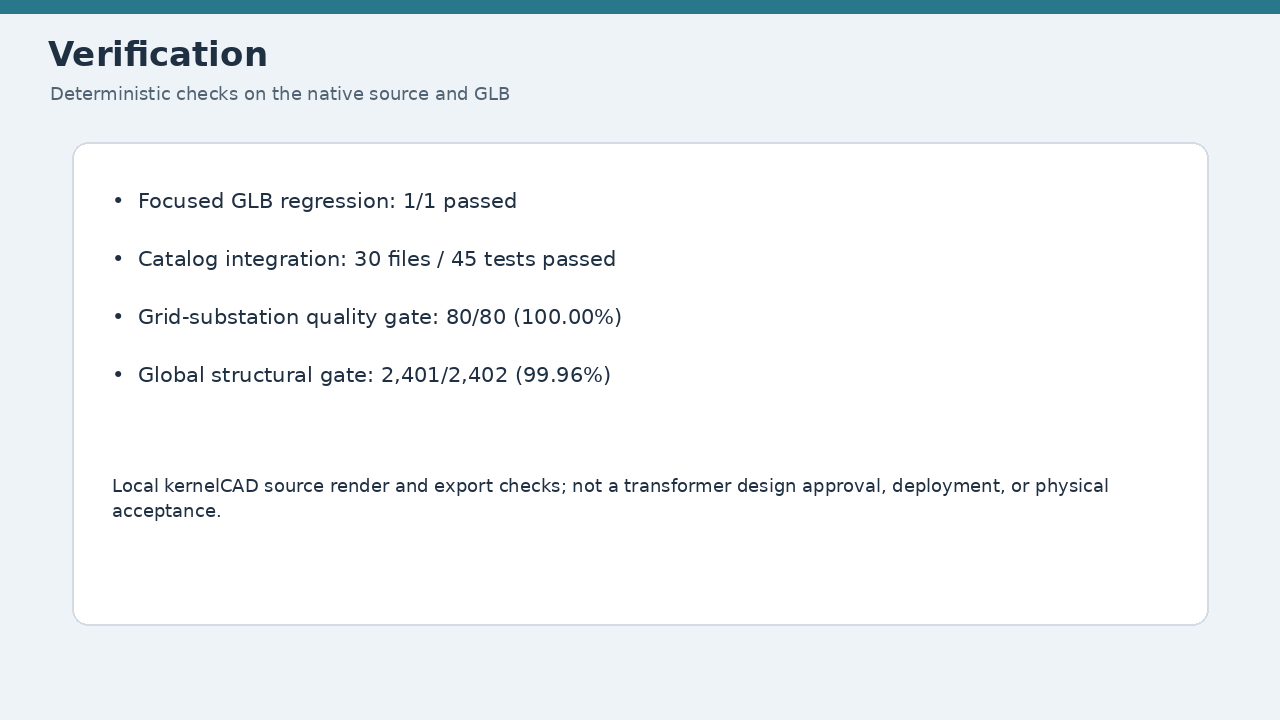 Verification
Deterministic checks on the native source and GLB
• Focused GLB regression: 1/1 passed
• Catalog integration: 30 files / 45 tests passed
• Grid-substation quality gate: 80/80 (100.00%)
• Global structural gate: 2,401/2,402 (99.96%)
Local kernelCAD source render and export checks; not a transformer design approval, deployment, or physical
acceptance.